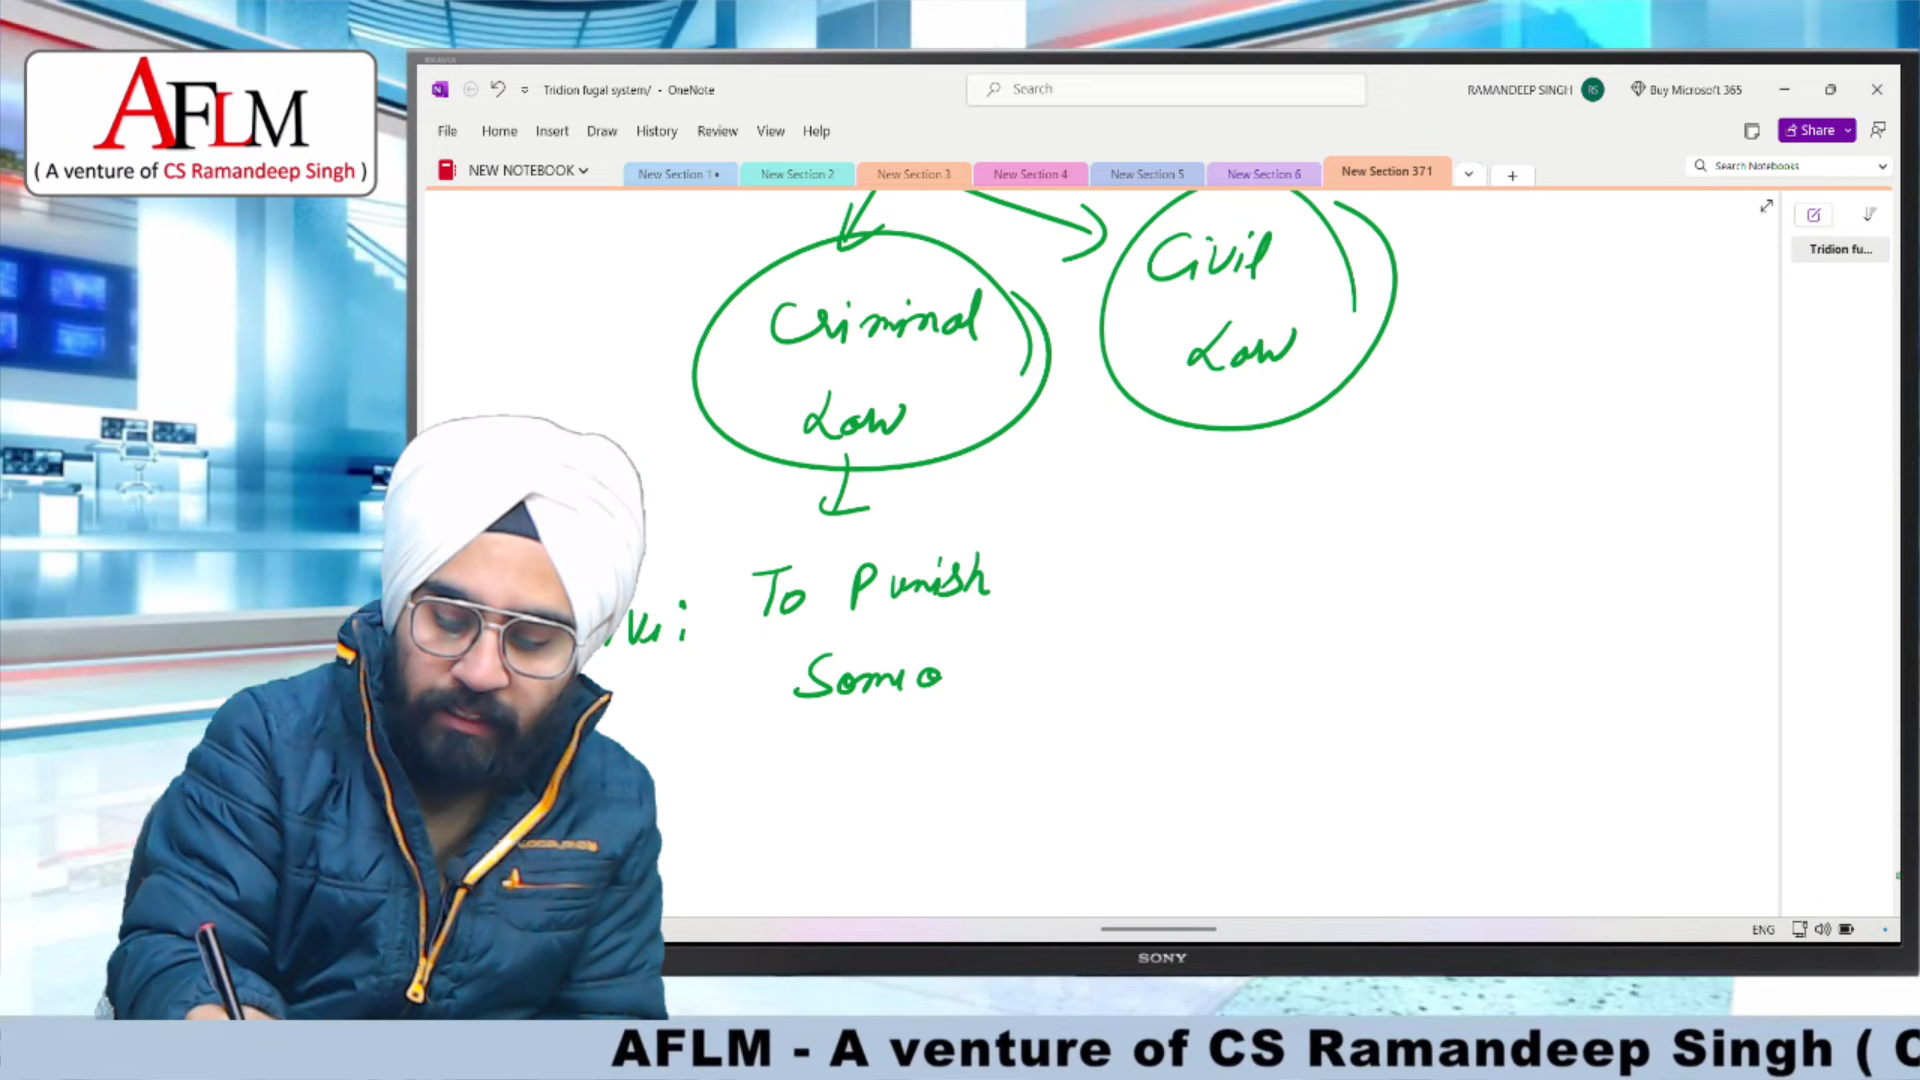 AFLM
( A venture of CS Ramandeep Singh )
BRAVIA
Tridion fugal system/ - OneNote
Search
RAMANDEEP SINGH
RS
Buy Microsoft 365
File
Home
Insert
Draw
History
Review
View
Help
Share
NEW NOTEBOOK
New Section 1
New Section 2
New Section 3
New Section 4
New Section 5
New Section 6
New Section 371
Search Notebooks
Tridion fu...
Civil
Law
Criminal
Law
To Punish
Someo
ENG
SONY
AFLM - A venture of CS Ramandeep Singh (